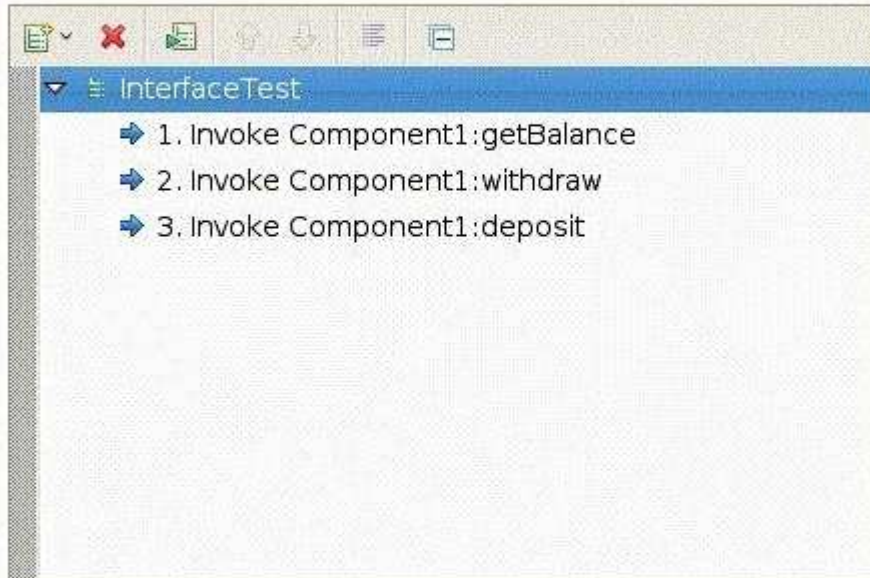 InterfaceTest
1. Invoke Component1:getBalance
2. Invoke Component1:withdraw
3. Invoke Component1:deposit